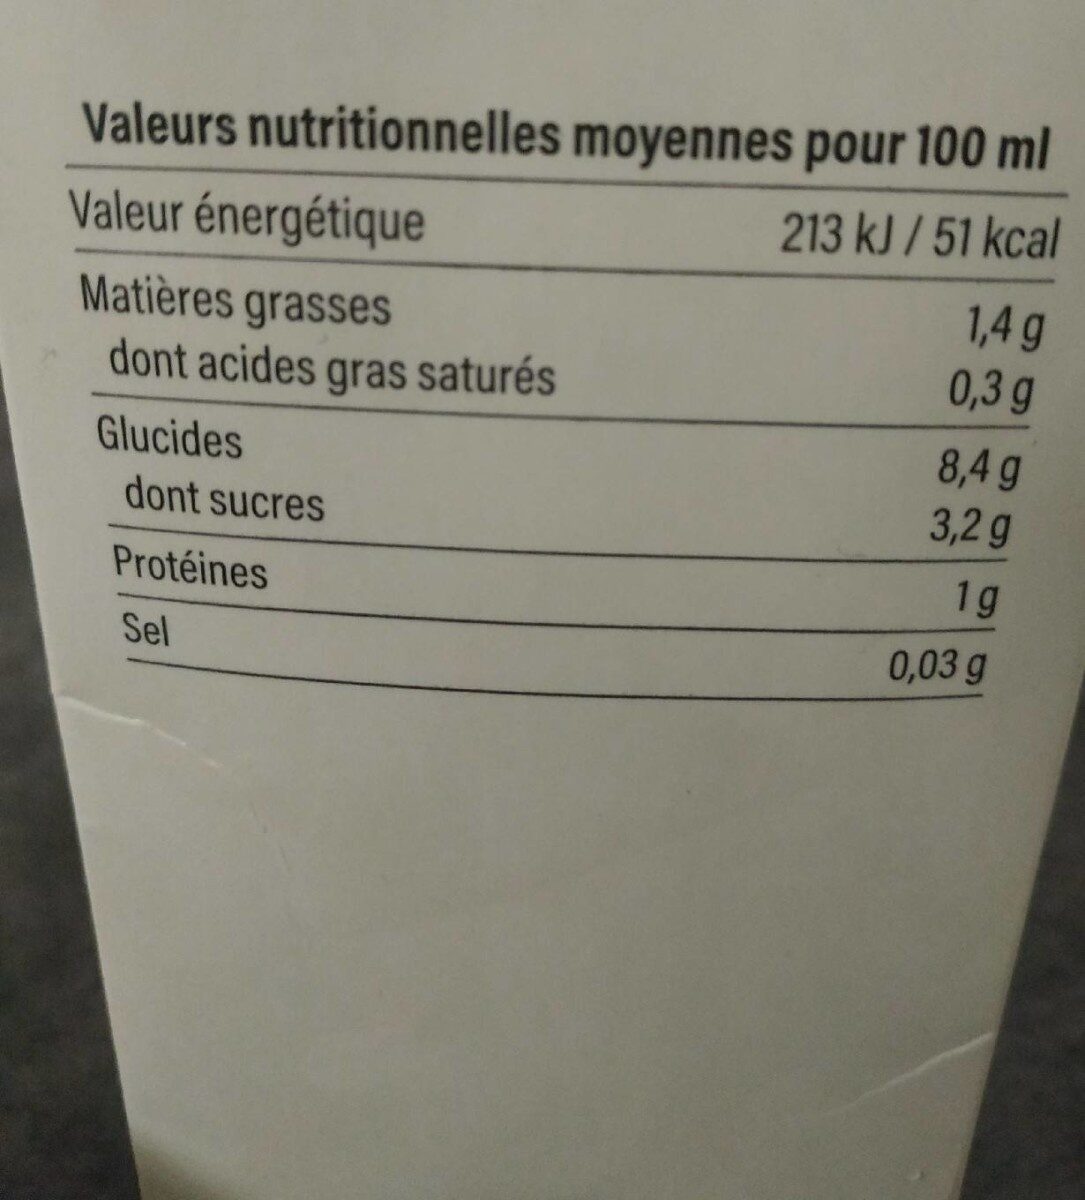 Valeurs nutritionnelles moyennes pour 100 ml
Valeur énergétique 213 kJ / 51 kcal
Matières grasses 1,4 g
dont acides gras saturés 0,3 g
Glucides 8,4 g
dont sucres 3,2 g
Protéines 1 g
Sel 0,03 g